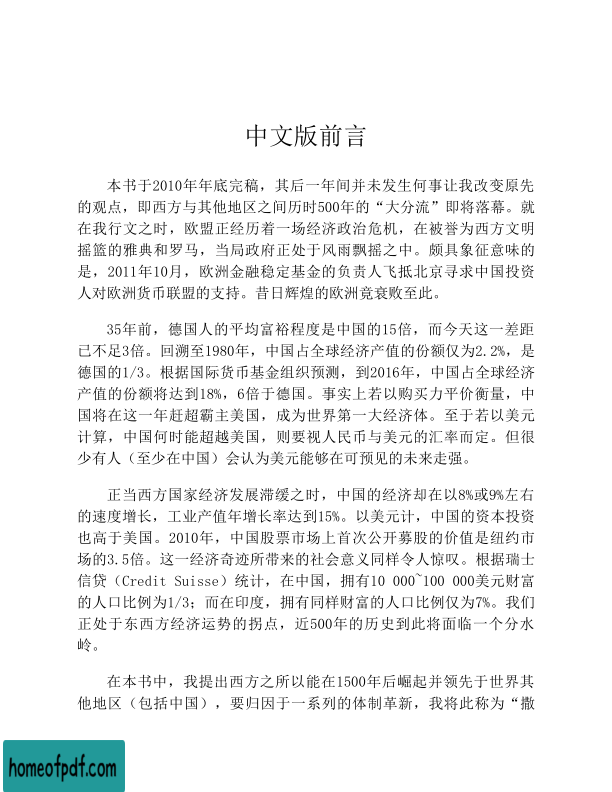 中文版前言
本书于2010年年底完稿，其后一年间并未发生何事让我改变原先
的观点，即西方与其他地区之间历时500年的“大分流”即将落幕。就
在我行文之时，欧盟正经历着一场经济政治危机，在被誉为西方文明
摇篮的雅典和罗马，当局政府正处于风雨飘摇之中。颇具象征意味的
是，2011年10月，欧洲金融稳定基金的负责人飞抵北京寻求中国投资
人对欧洲货币联盟的支持。昔日辉煌的欧洲竟衰败至此。
35年前，德国人的平均富裕程度是中国的15倍，而今天这一差距
已不足3倍。回溯至1980年，中国占全球经济产值的份额仅为2.2%，是
德国的1/3。根据国际货币基金组织预测，到2016年，中国占全球经济
产值的份额将达到18%，6倍于德国。事实上若以购买力平价衡量，中
国将在这一年赶超霸主美国，成为世界第一大经济体。至于若以美元
计算，中国何时能超越美国，则要视人民币与美元的汇率而定。但很
少有人（至少在中国）会认为美元能够在可预见的未来走强。
正当西方国家经济发展滞缓之时，中国的经济却在以8%或9%左右
的速度增长，工业产值年增长率达到15%。以美元计，中国的资本投资
也高于美国。2010年，中国股票市场上首次公开募股的价值是纽约市
场的3.5倍。这一经济奇迹所带来的社会意义同样令人惊叹。根据瑞士
信贷（Credit Suisse）统计，在中国，拥有10 000~100 000美元财富
的人口比例为1/3；而在印度，拥有同样财富的人口比例仅为7%。我们
正处于东西方经济运势的拐点，近500年的历史到此将面临一个分水
岭。
在本书中，我提出西方之所以能在1500年后崛起并领先于世界其
他地区（包括中国），要归因于一系列的体制革新，我将此称为“撒
homeofpdf.com